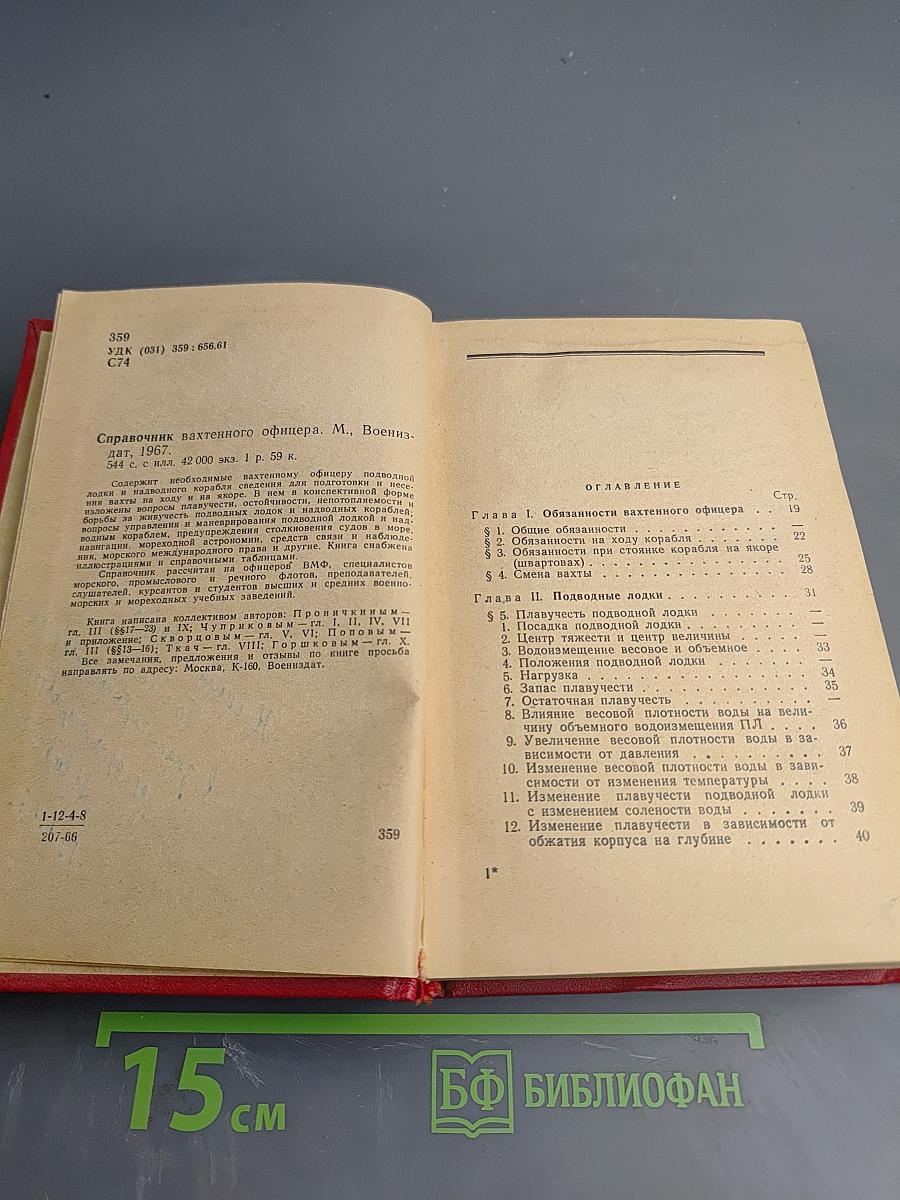 359
УДК (031) 359 : 656.61
С74
Справочник вахтенного офицера. М., Воениз-
дат, 1967.
544 с. с илл. 42 000 экз. 1 р. 59 к.
Содержит необходимые вахтенному офицеру подводной
лодки и надводного корабля сведения для подготовки и несе-
ния вахты на ходу и на якоре. В нем в конспективной форме
изложены вопросы плавучести, остойчивости, непотопляемости и
борьбы за живучесть подводных лодок и надводных кораблей;
вопросы управления и маневрирования подводной лодкой и над-
водным кораблем, предупреждения столкновения судов в море,
навигации, мореходной астрономии, средств связи и наблюде-
ния, морского международного права и другие. Книга снабжена
иллюстрациями и справочными таблицами.
Справочник рассчитан на офицеров ВМФ, специалистов
морского, промыслового и речного флотов, преподавателей,
слушателей, курсантов и студентов высших и средних военно-
морских и мореходных учебных заведений.
Книга написана коллективом авторов: Проничкиным —
гл. III (§§17—23) и IX; Чуприковым — гл. I, II, IV, VII
и приложение; Скворцовым — гл. V, VI; Поповым —
гл. III (§§13—16); Ткач — гл. VIII; Горшковым — гл. X.
Все замечания, предложения и отзывы по книге просьба
направлять по адресу: Москва, К-160, Воениздат.
1-12-4-8
207-66
359
ОГЛАВЛЕНИЕ
Стр.
Глава I. Обязанности вахтенного офицера . . 19
§ 1. Общие обязанности . . . . . . . . . . . —
§ 2. Обязанности на ходу корабля . . . . . . . 22
§ 3. Обязанности при стоянке корабля на якоре
(швартовах) . . . . . . . . . . . . . . 25
§ 4. Смена вахты . . . . . . . . . . . . . . 28
Глава II. Подводные лодки . . . . . . . . . . 31
§ 5. Плавучесть подводной лодки . . . . . . . —
1. Посадка подводной лодки . . . . . . . . —
2. Центр тяжести и центр величины . . . . . —
3. Водоизмещение весовое и объемное . . . . 33
4. Положения подводной лодки . . . . . . . —
5. Нагрузка . . . . . . . . . . . . . . . 34
6. Запас плавучести . . . . . . . . . . . . 35
7. Остаточная плавучесть . . . . . . . . . —
8. Влияние весовой плотности воды на вели-
чину объемного водоизмещения ПЛ . . . . 36
9. Увеличение весовой плотности воды в за-
висимости от давления . . . . . . . . . 37
10. Изменение весовой плотности воды в зави-
симости от изменения температуры . . . . 38
11. Изменение плавучести подводной лодки
с изменением солености воды . . . . . . . 39
12. Изменение плавучести в зависимости от
обжатия корпуса на глубине . . . . . . . 40
1*
15 см
БФ БИБЛИОФАН